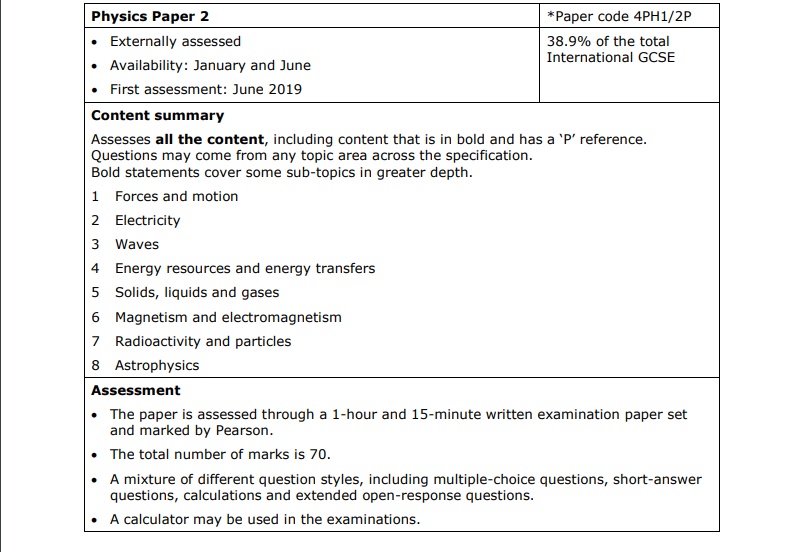 Physics Paper 2
*Paper code 4PH1/2P
• Externally assessed
• Availability: January and June
• First assessment: June 2019
38.9% of the total
International GCSE
Content summary
Assesses all the content, including content that is in bold and has a ‘P’ reference.
Questions may come from any topic area across the specification.
Bold statements cover some sub-topics in greater depth.
1 Forces and motion
2 Electricity
3 Waves
4 Energy resources and energy transfers
5 Solids, liquids and gases
6 Magnetism and electromagnetism
7 Radioactivity and particles
8 Astrophysics
Assessment
• The paper is assessed through a 1-hour and 15-minute written examination paper set
and marked by Pearson.
• The total number of marks is 70.
• A mixture of different question styles, including multiple-choice questions, short-answer
questions, calculations and extended open-response questions.
• A calculator may be used in the examinations.